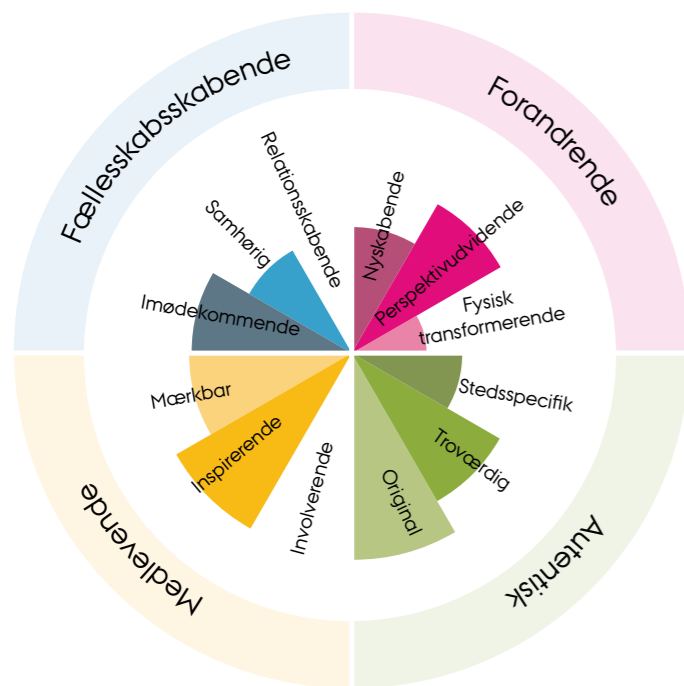 Fællesskabsskabende
Forandrende
Relationsskabende
Samhørig
Imødekommende
Nyskabende
Perspektivudvidende
Fysisk
transformerende
Mærkbar
Inspirerende
Involverende
Stedsspecifik
Troværdig
Original
Medlevende
Autentisk